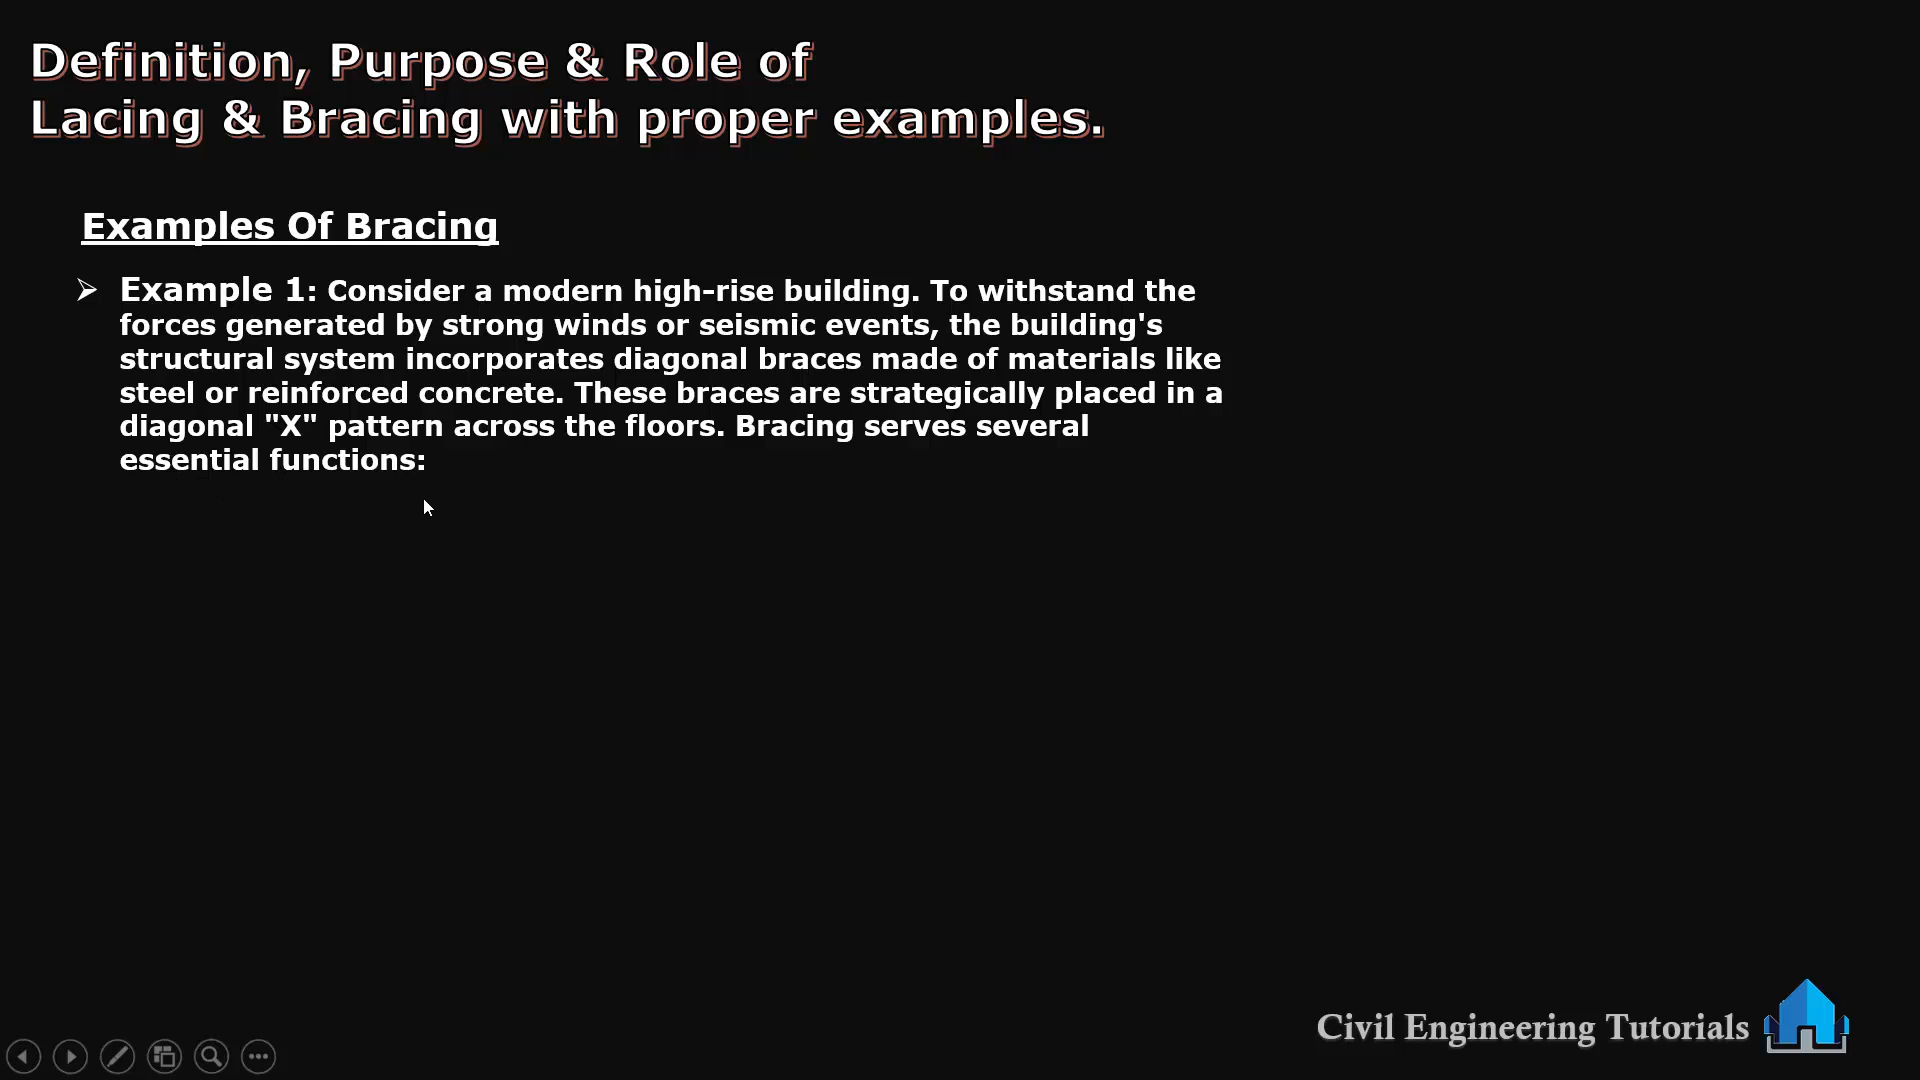 Definition, Purpose & Role of
Lacing & Bracing with proper examples.
Examples Of Bracing
Example 1: Consider a modern high-rise building. To withstand the
forces generated by strong winds or seismic events, the building's
structural system incorporates diagonal braces made of materials like
steel or reinforced concrete. These braces are strategically placed in a
diagonal "X" pattern across the floors. Bracing serves several
essential functions:
Civil Engineering Tutorials